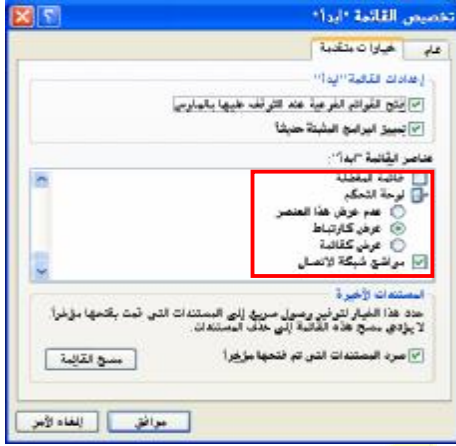 تخصيص القائمة "ابدأ"
عام
خيارات متقدمة
إعدادات القائمة "ابدأ"
فتح القوائم الفرعية عند التوقف عليها بالماوس
تمييز البرامج المثبتة حديثاً
عناصر القائمة "ابدأ":
قائمة المفضلة
لوحة التحكم
عدم عرض هذا العنصر
عرض كارتباط
عرض كقائمة
مواضع شبكة الاتصال
المستندات الأخيرة
حدد هذا الخيار لتوفير وصول سريع إلى المستندات التي قمت بفتحها مؤخراً.
لا يؤدي مسح هذه القائمة إلى حذف المستندات.
سرد المستندات التي تم فتحها مؤخراً
مسح القائمة
موافق
إلغاء الأمر